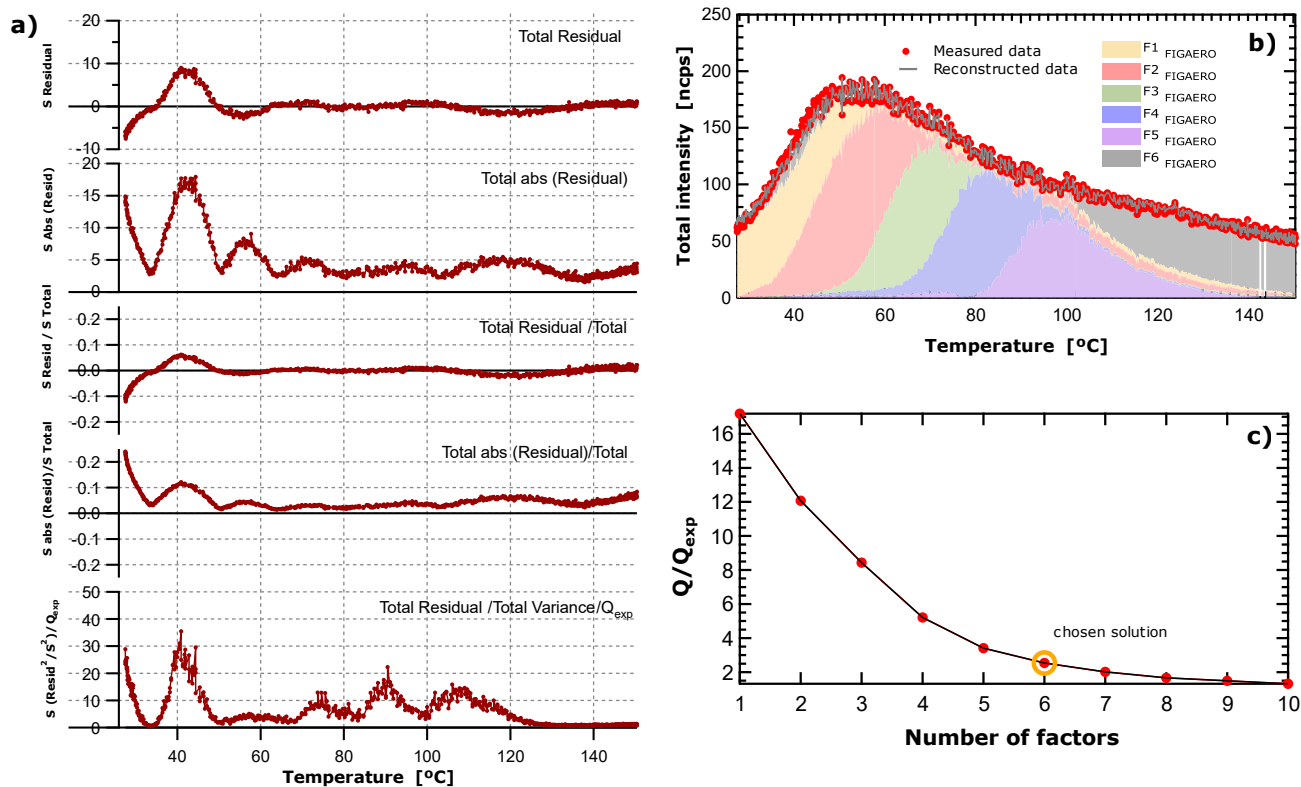 a)
S Residual
20
10
0
-10
Total Residual
S Abs (Resid)
20
15
10
5
0
Total abs (Residual)
S Resid / S Total
0.2
0.1
0.0
-0.1
-0.2
Total Residual /Total
S abs (Resid)/S Total
0.2
0.1
0.0
-0.1
-0.2
Total abs (Residual)/Total
S (Resid²/S²)/Qexp
50
40
30
20
10
0
Total Residual /Total Variance/Qexp
40 60 80 100 120 140
Temperature [ºC]
b)
Total intensity [ncps]
250
200
150
100
50
0
Measured data
Reconstructed data
F1 FIGAERO
F2 FIGAERO
F3 FIGAERO
F4 FIGAERO
F5 FIGAERO
F6 FIGAERO
40 60 80 100 120 140
Temperature [ºC]
c)
Q/Qexp
16
14
12
10
8
6
4
2
chosen solution
1 2 3 4 5 6 7 8 9 10
Number of factors